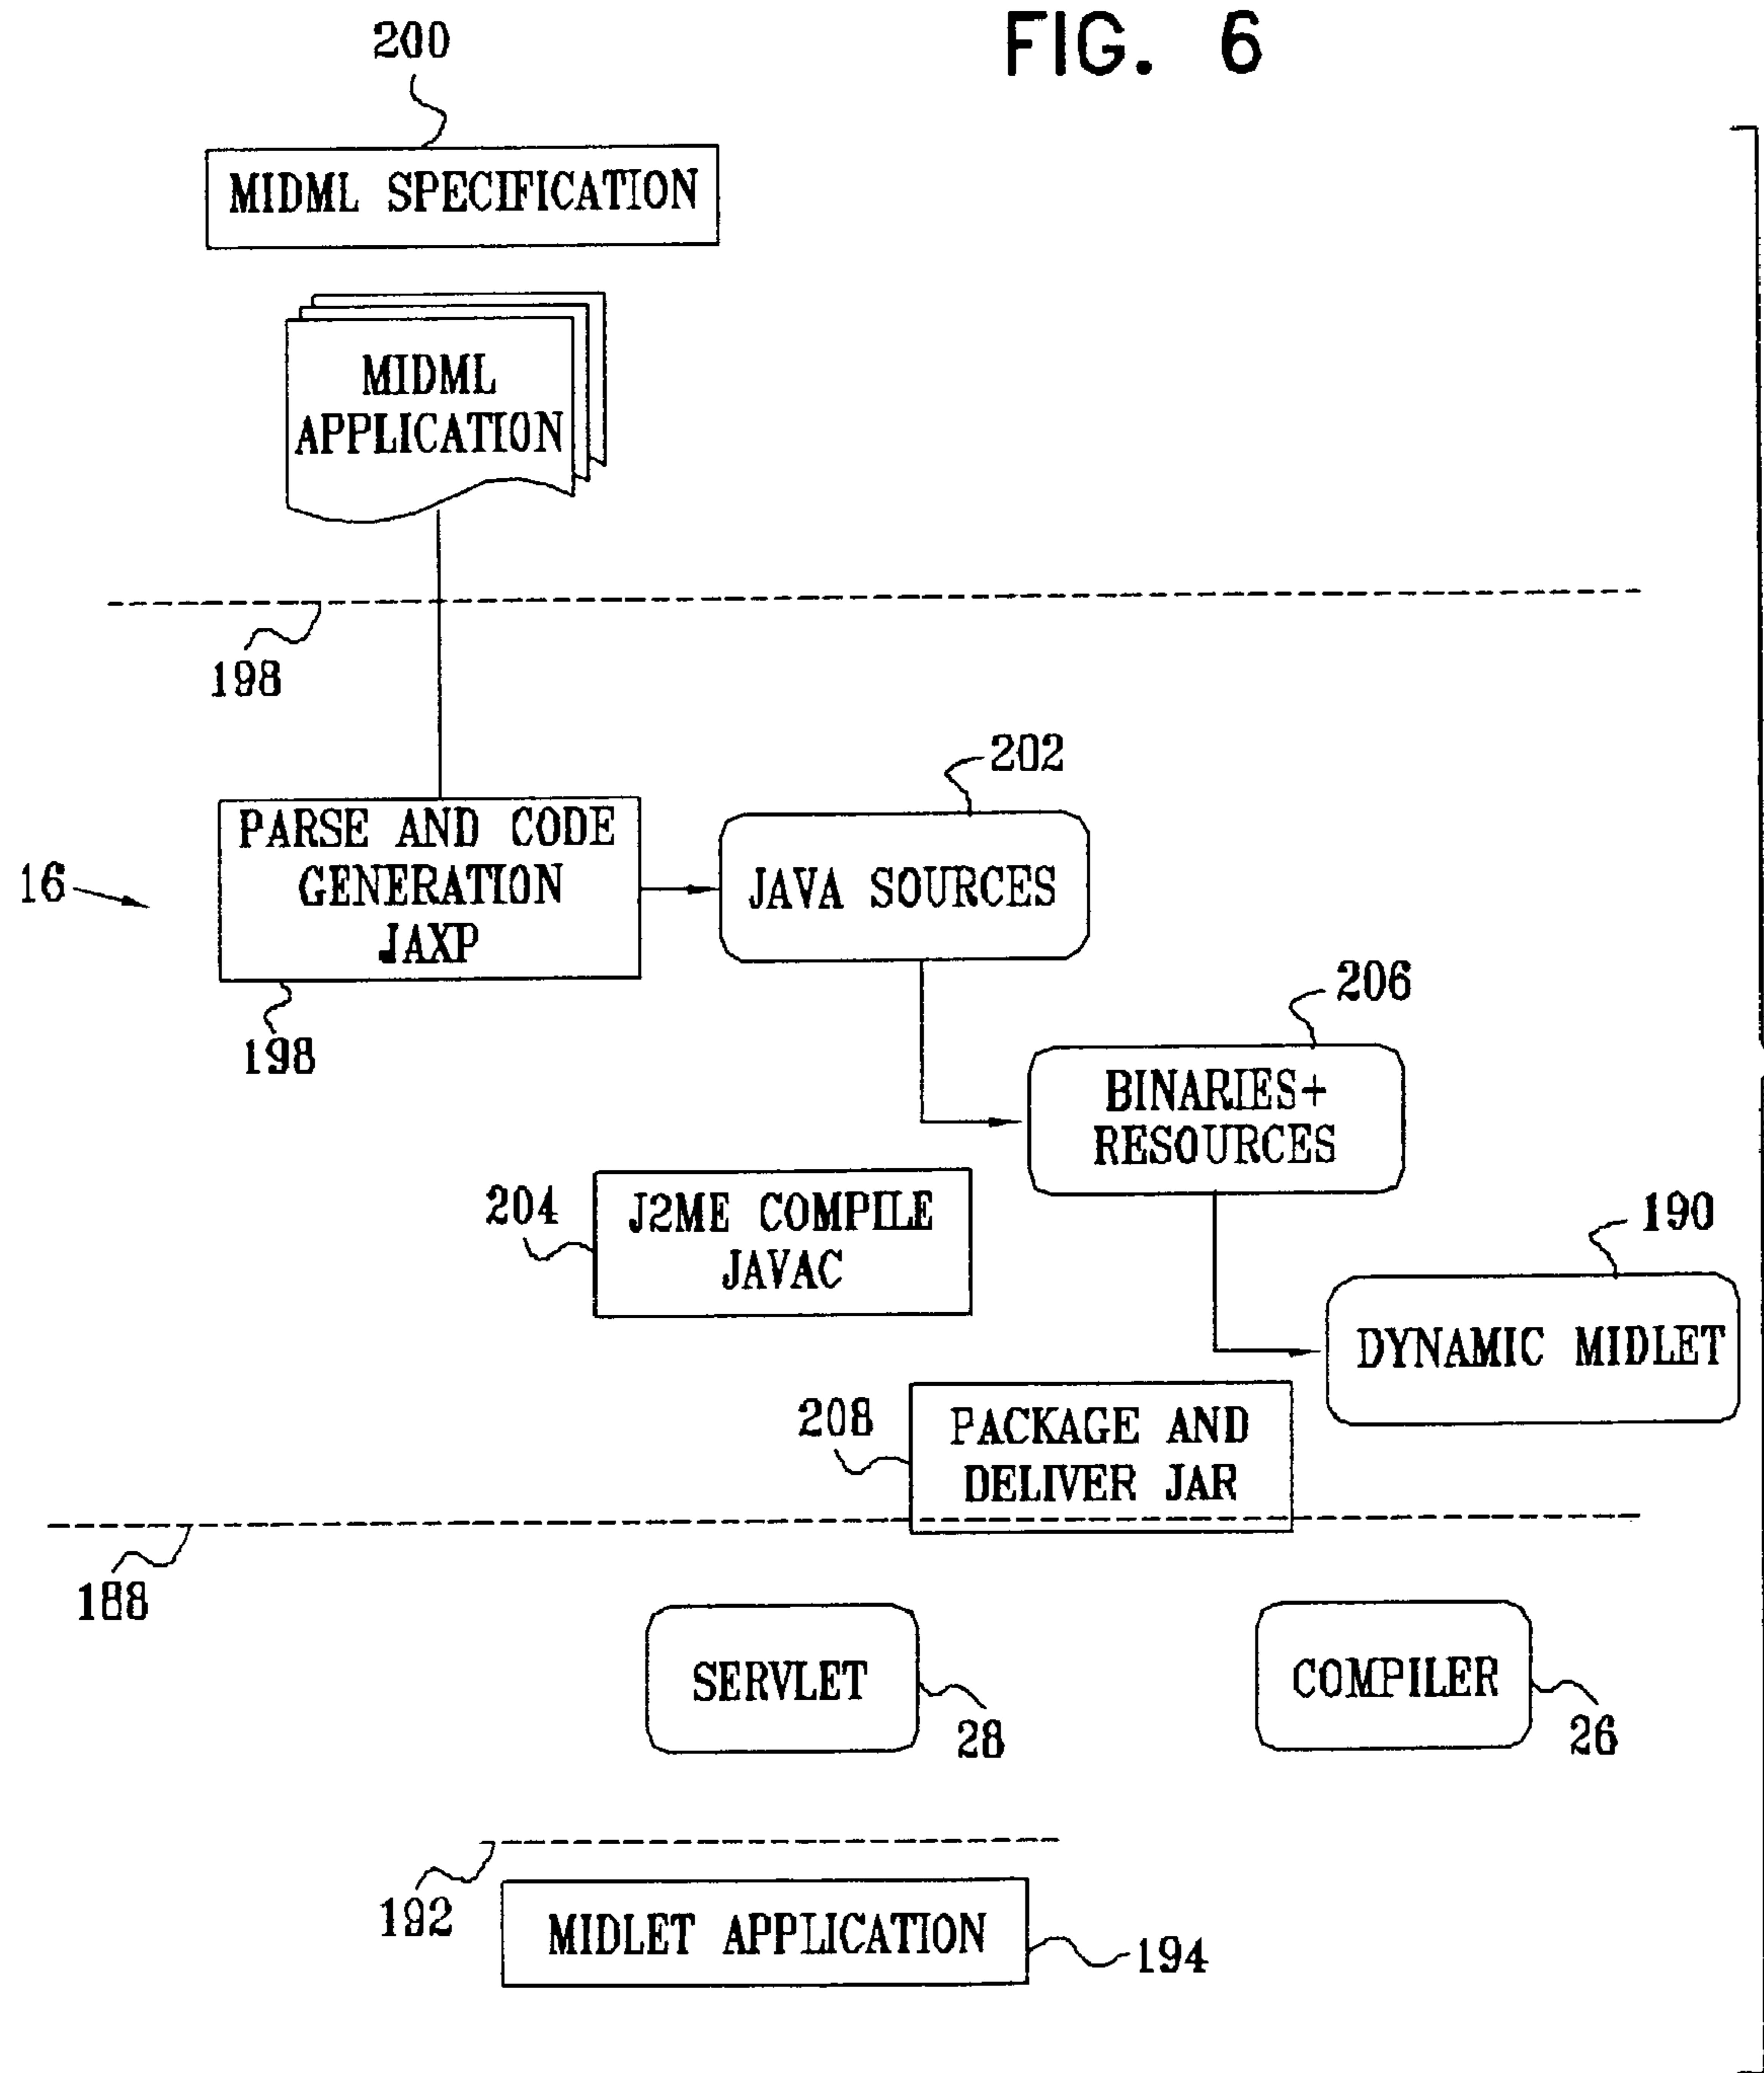 FIG. 6
200
MIDML SPECIFICATION
MIDML
APPLICATION
198
202
PARSE AND CODE
GENERATION
JAXP
JAVA SOURCES
16
198
206
BINARIES+
RESOURCES
204
J2ME COMPILE
JAVAC
190
DYNAMIC MIDLET
208
PACKAGE AND
DELIVER JAR
188
SERVLET
28
COMPILER
26
192
MIDLET APPLICATION
194